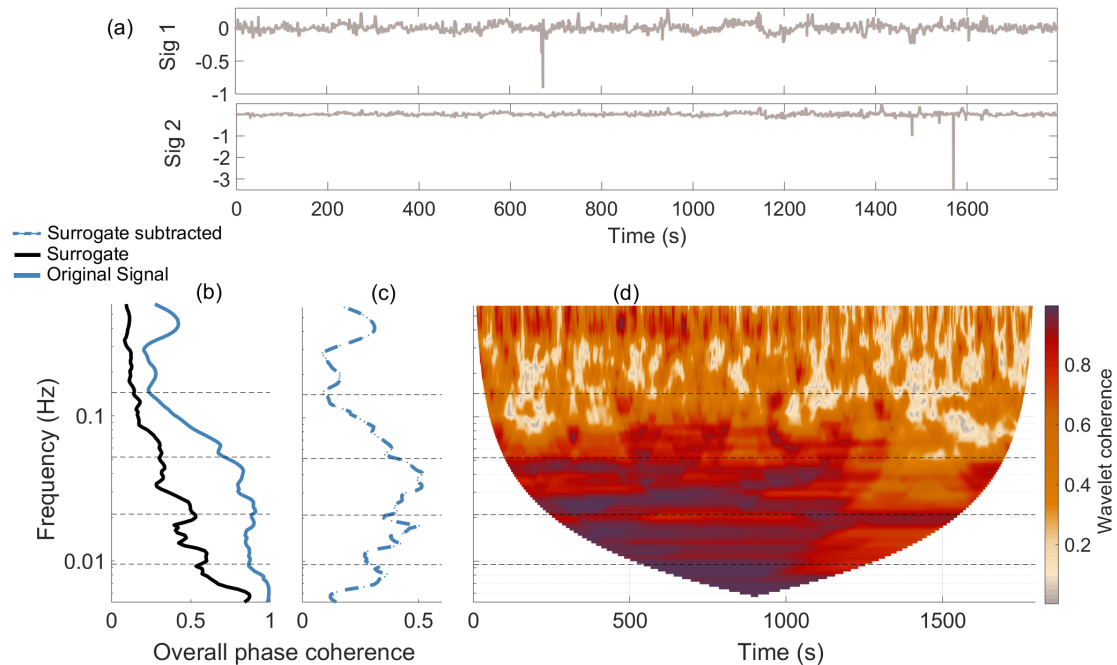 (a)
Sig 1
0
-0.5
-1
Sig 2
-1
-2
-3
0 200 400 600 800 1000 1200 1400 1600
Time (s)
Surrogate subtracted
Surrogate
Original Signal
(b) (c) (d)
Frequency (Hz)
0.1
0.01
0 0.5 1
0 0.5
Overall phase coherence
0 500 1000 1500
Time (s)
0.8
0.6
0.4
0.2
Wavelet coherence